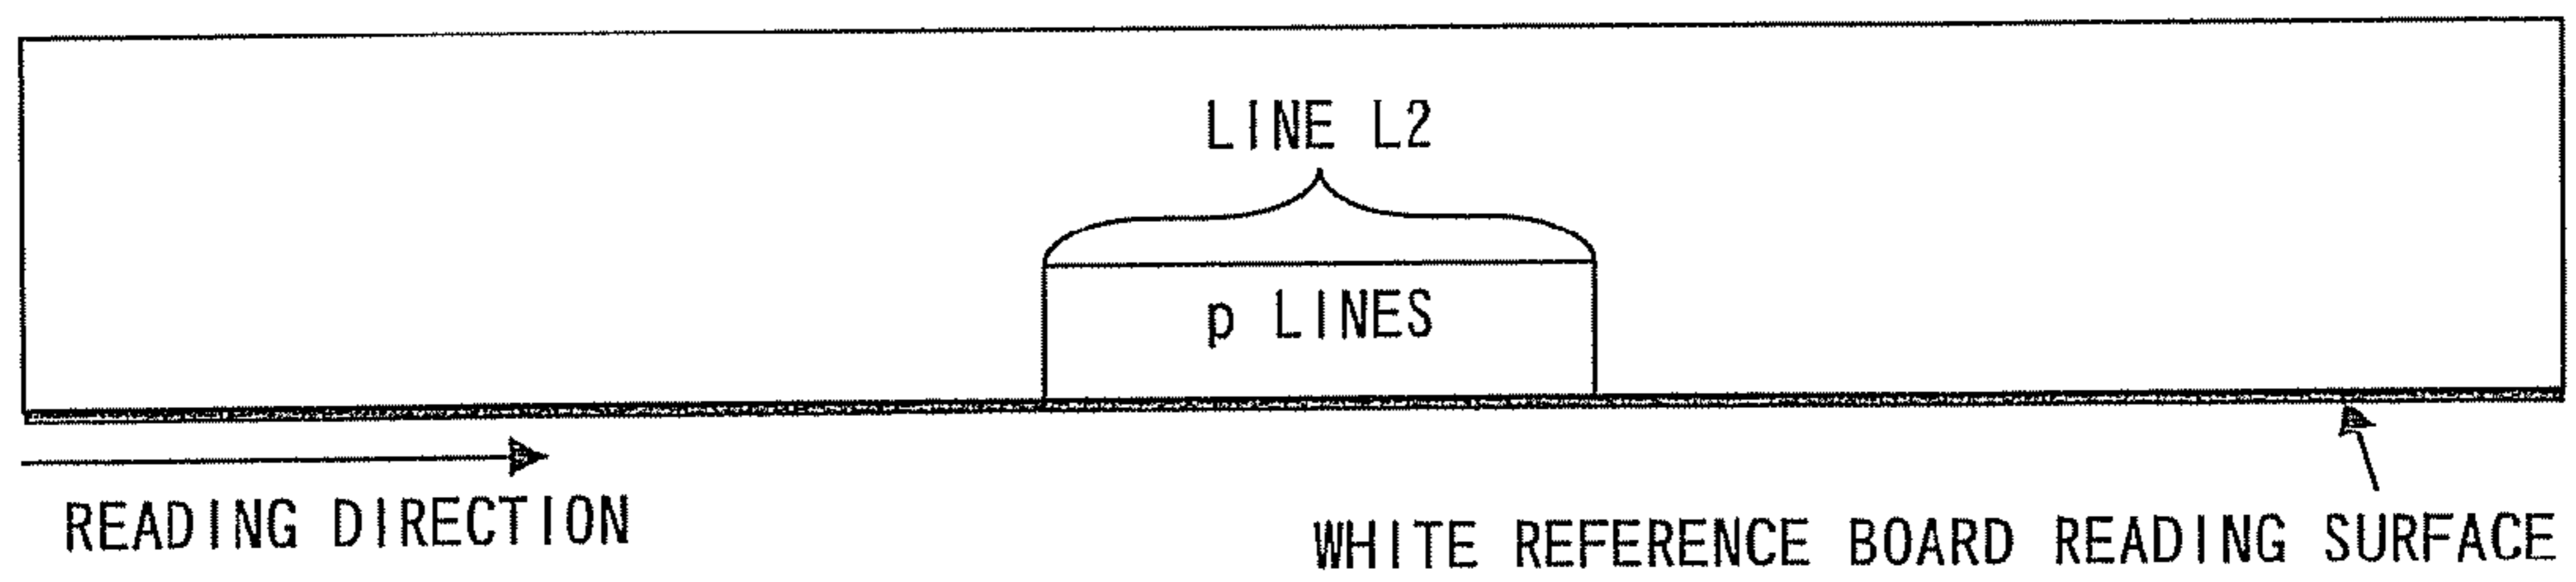 LINE L2
p LINES
READING DIRECTION
WHITE REFERENCE BOARD READING SURFACE